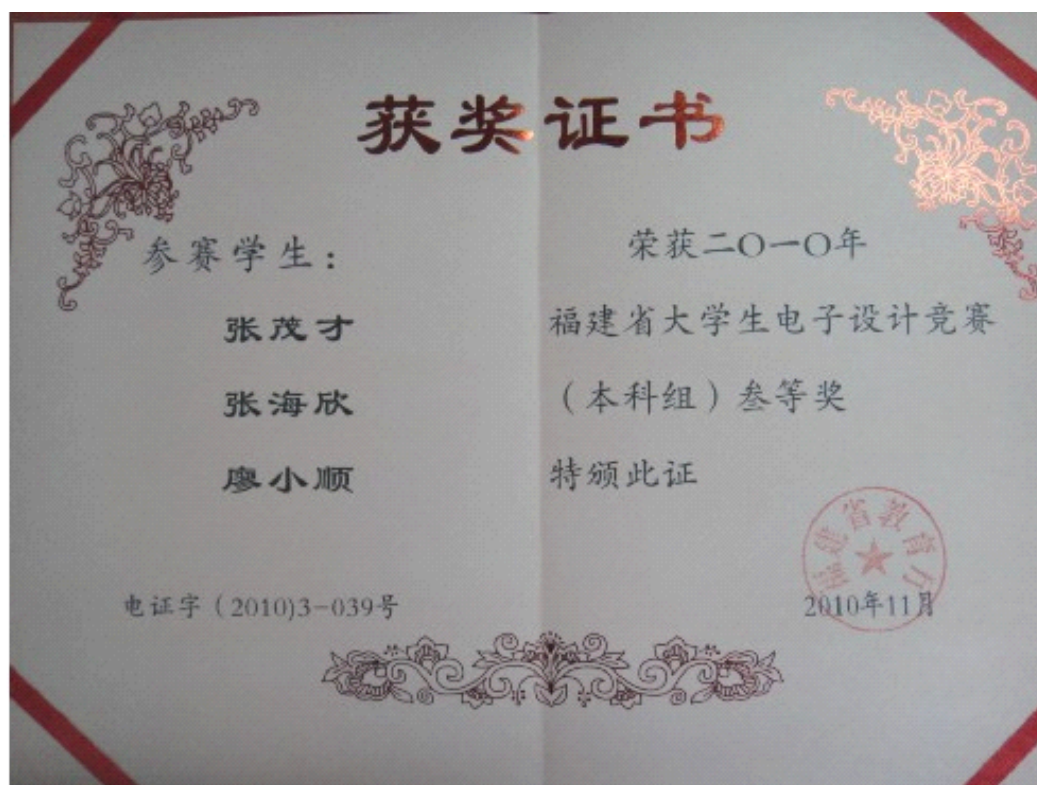 获奖证书
参赛学生：
张茂才
张海欣
廖小顺
电证字（2010)3-039号
荣获二〇一〇年
福建省大学生电子设计竞赛
（本科组）叁等奖
特颁此证
福建省教育厅
2010年11月